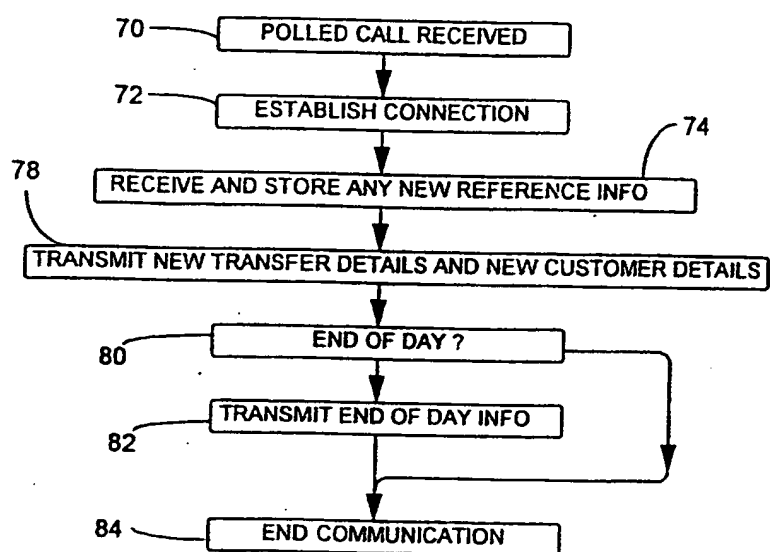 70
POLLED CALL RECEIVED
72
ESTABLISH CONNECTION
74
RECEIVE AND STORE ANY NEW REFERENCE INFO
78
TRANSMIT NEW TRANSFER DETAILS AND NEW CUSTOMER DETAILS
80
END OF DAY ?
82
TRANSMIT END OF DAY INFO
84
END COMMUNICATION